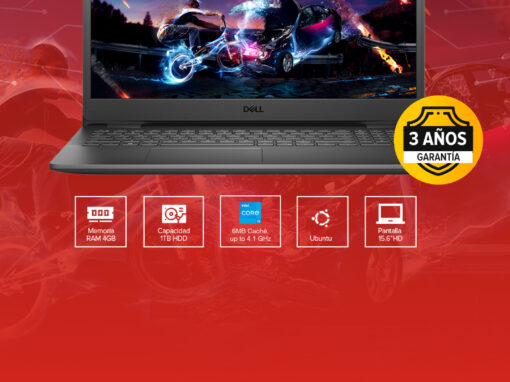 DELL
3 AÑOS
GARANTÍA
Memoria
RAM 4GB
Capacidad
1TB HDD
intel
CORE
6MB Caché,
up to 4.1 GHz
Ubuntu
Pantalla
15.6"HD